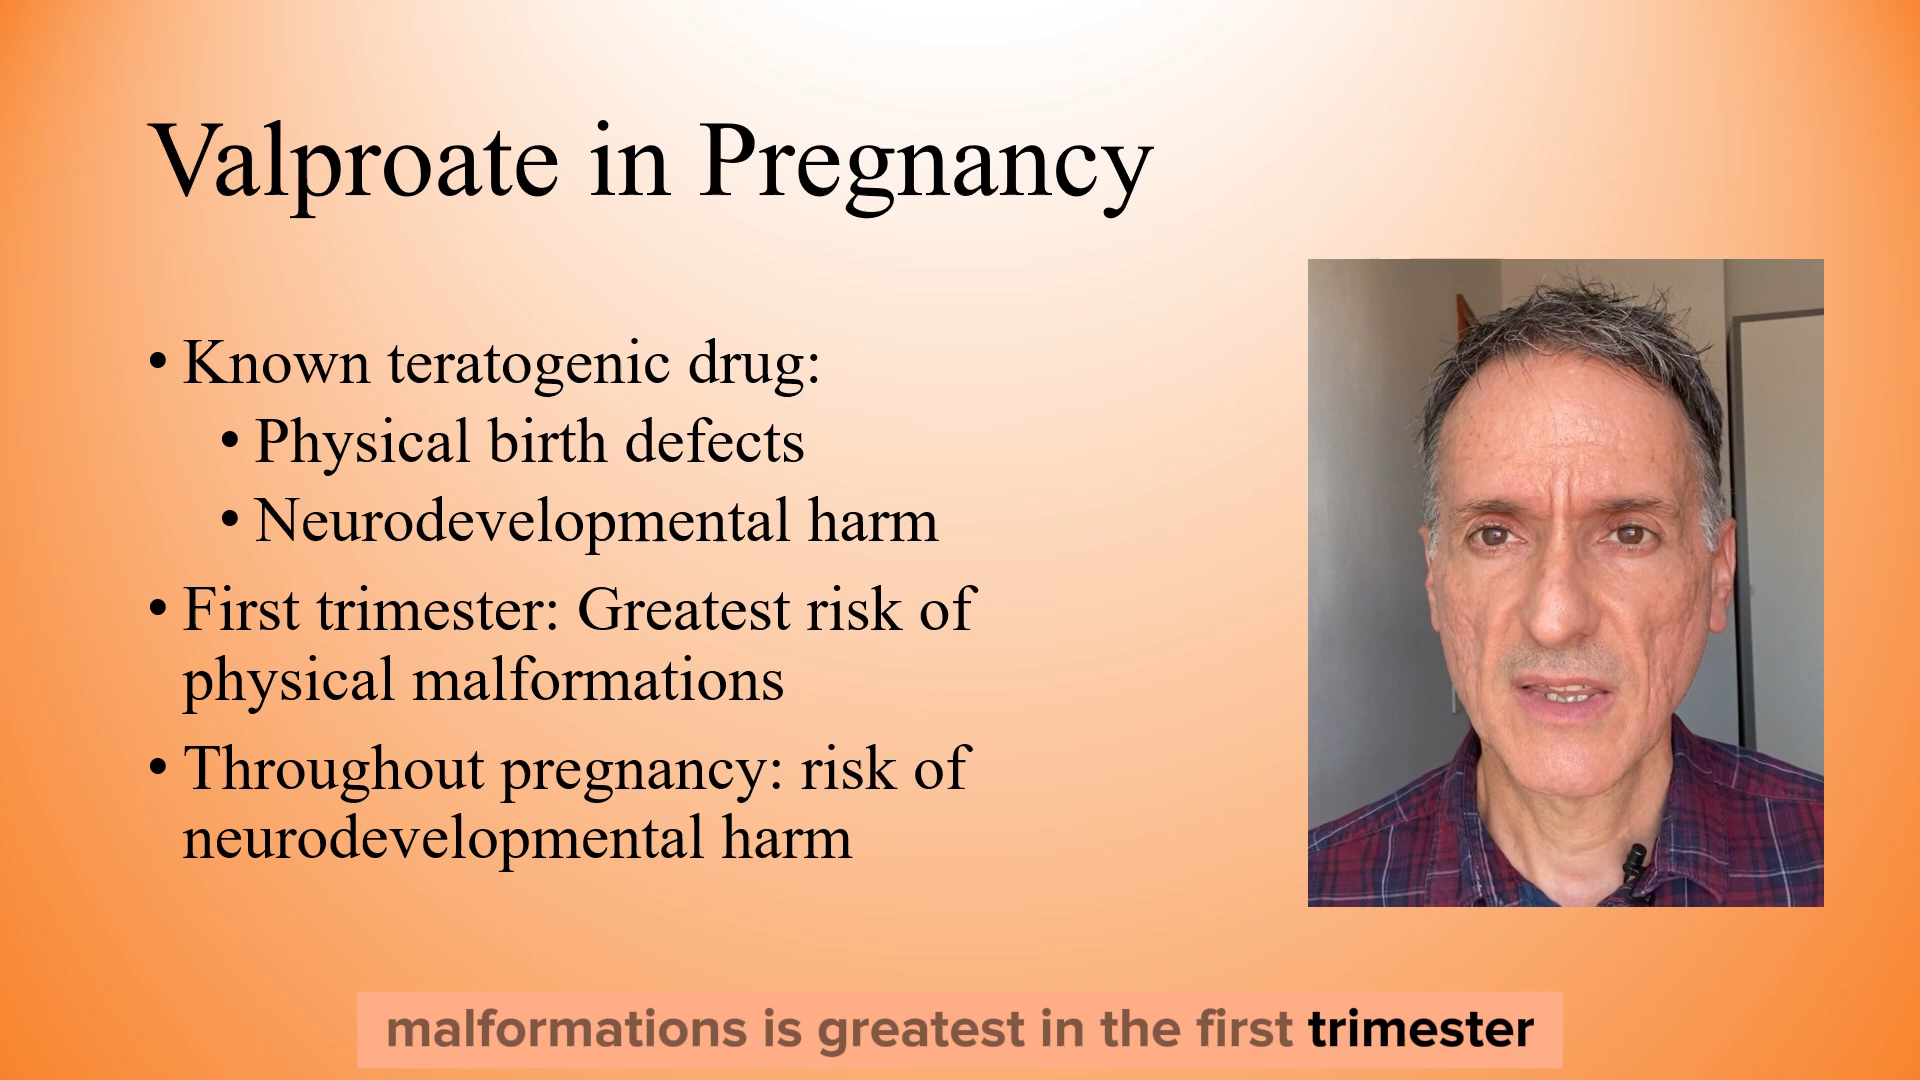 Valproate in Pregnancy
• Known teratogenic drug:
• Physical birth defects
• Neurodevelopmental harm
• First trimester: Greatest risk of
physical malformations
• Throughout pregnancy: risk of
neurodevelopmental harm
malformations is greatest in the first trimester